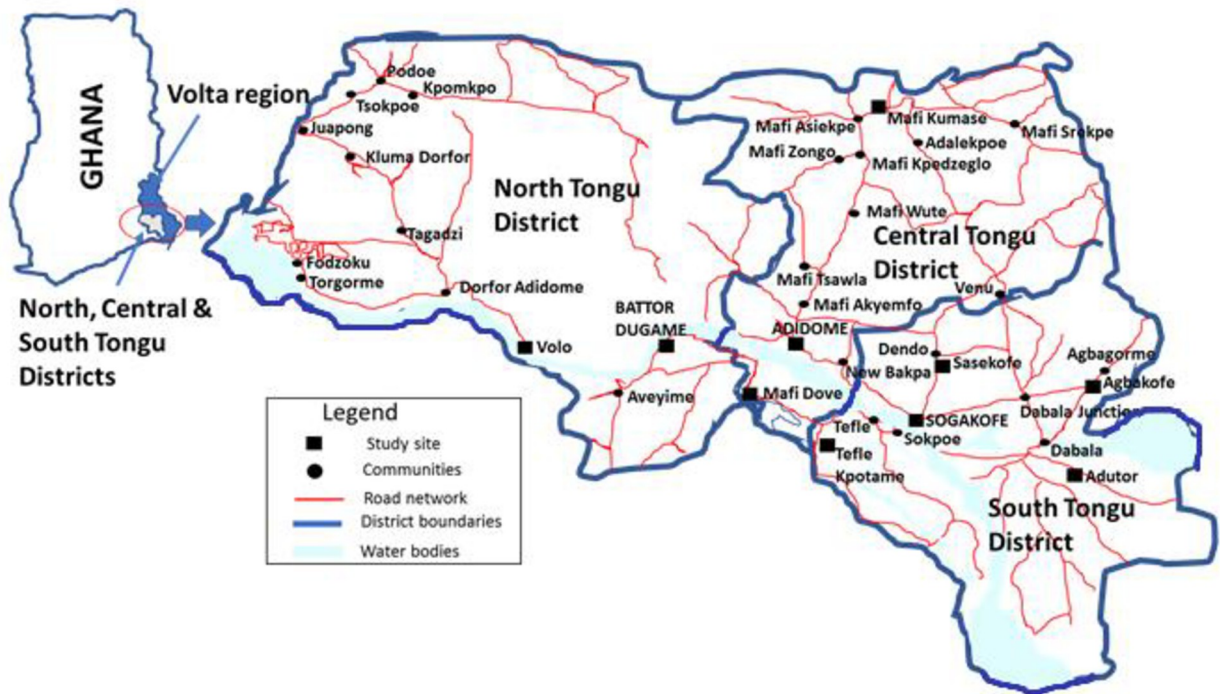 GHANA
Volta region
North, Central &
South Tongu
Districts
Podoe
Kpomkpo
Tsokpoe
Juapong
Kluma Dorfor
North Tongu
District
Tagadzi
Fodzoku
Torgorme
Dorfor Adidome
Volo
BATTOR
DUGAME
Aveyime
Mafi Kumase
Mafi Asiekpe
Mafi Srekpe
Adalekpoe
Mafi Zongo
Mafi Kpedzeglo
Mafi Wute
Central Tongu
District
Mafi Tsawla
Venu
Mafi Akyemfo
ADIDOME
Dendo
New Bakpa
Sasekofe
Agbagorme
Agbakofe
Mafi Dove
Dabala Junction
Tefle
SOGAKOFE
Sokpoe
Tefle
Kpotame
Dabala
Adutor
South Tongu
District
Legend
Study site
Communities
Road network
District boundaries
Water bodies